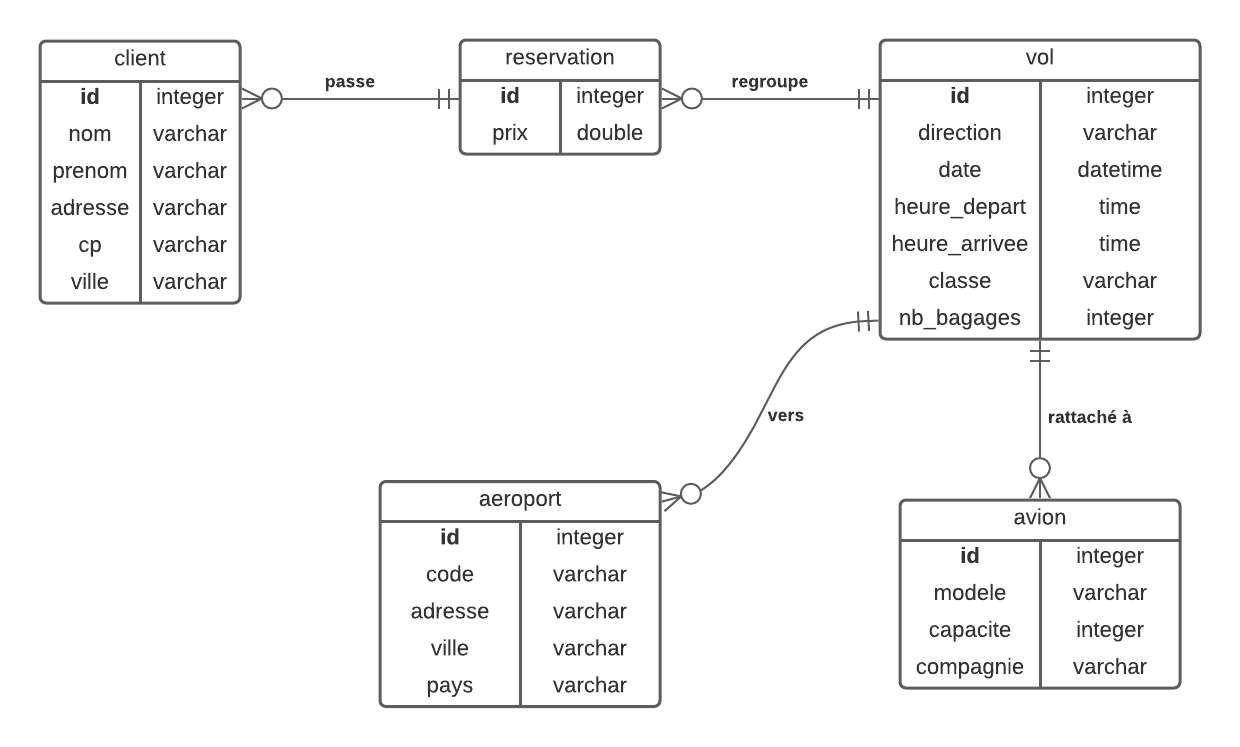 client
id integer
nom varchar
prenom varchar
adresse varchar
cp varchar
ville varchar
passe
reservation
id integer
prix double
regroupe
vol
id integer
direction varchar
date datetime
heure_depart time
heure_arrivee time
classe varchar
nb_bagages integer
vers
rattaché à
aeroport
id integer
code varchar
adresse varchar
ville varchar
pays varchar
avion
id integer
modele varchar
capacite integer
compagnie varchar